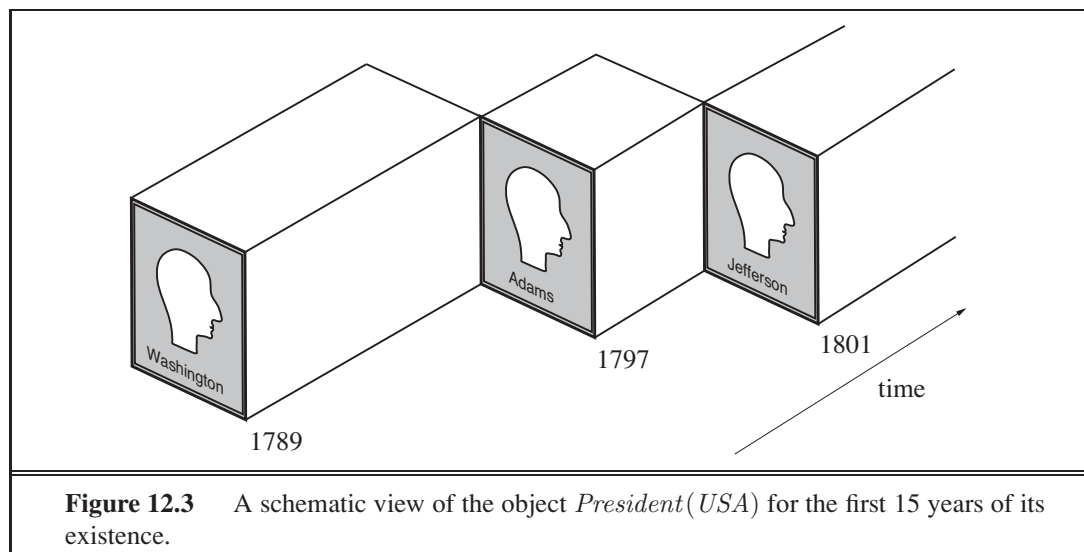 Washington
Adams
Jefferson
1789
1797
1801
time
Figure 12.3 A schematic view of the object President(USA) for the first 15 years of its
existence.